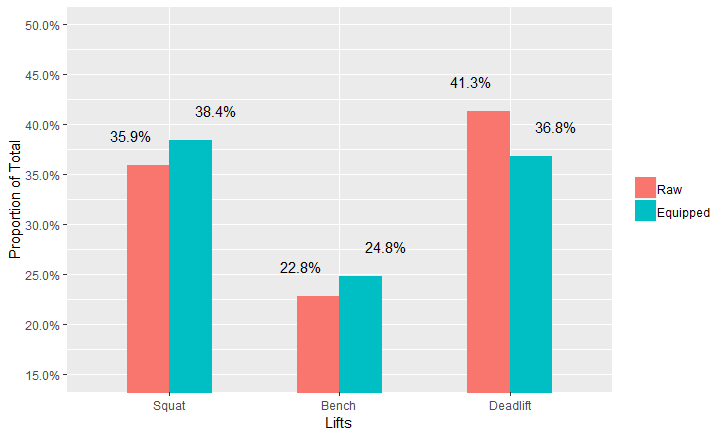 50.0%
45.0%
40.0%
35.0%
30.0%
25.0%
20.0%
15.0%
Proportion of Total
35.9%
38.4%
22.8%
24.8%
41.3%
36.8%
Squat
Bench
Deadlift
Lifts
Raw
Equipped